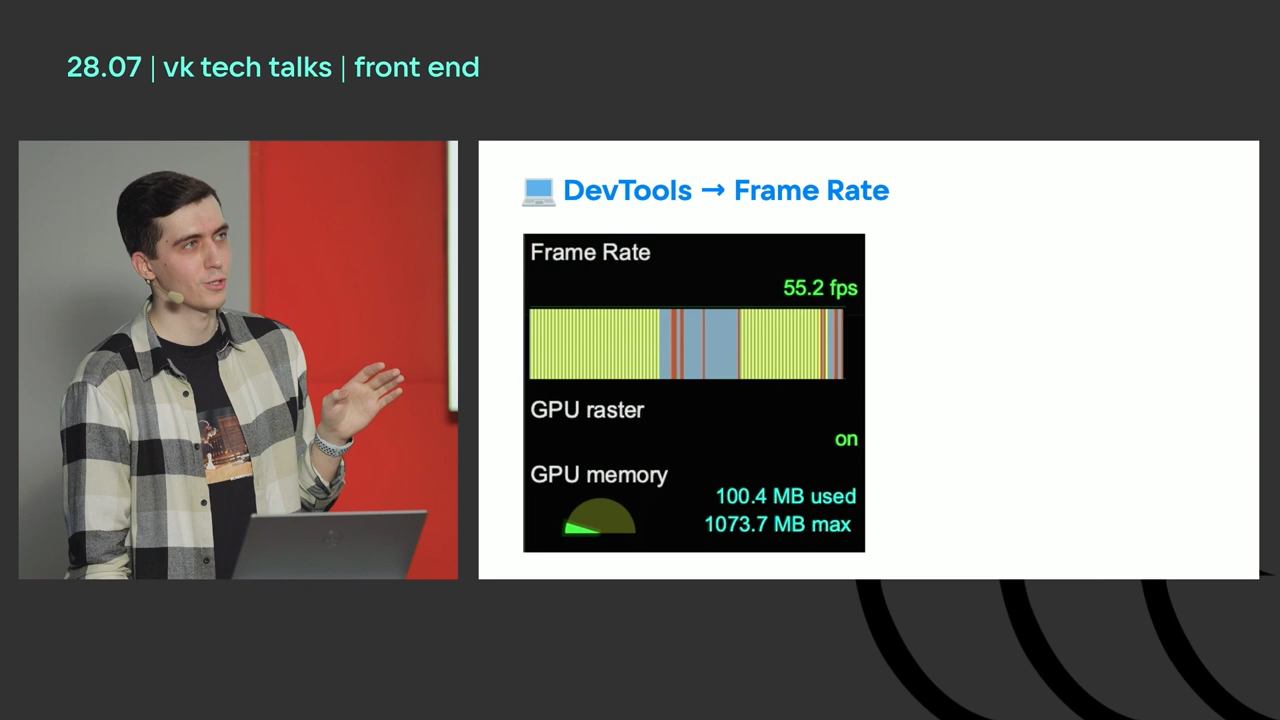 28.07 | vk tech talks | front end
💻 DevTools → Frame Rate
Frame Rate
55.2 fps
GPU raster
on
GPU memory
100.4 MB used
1073.7 MB max